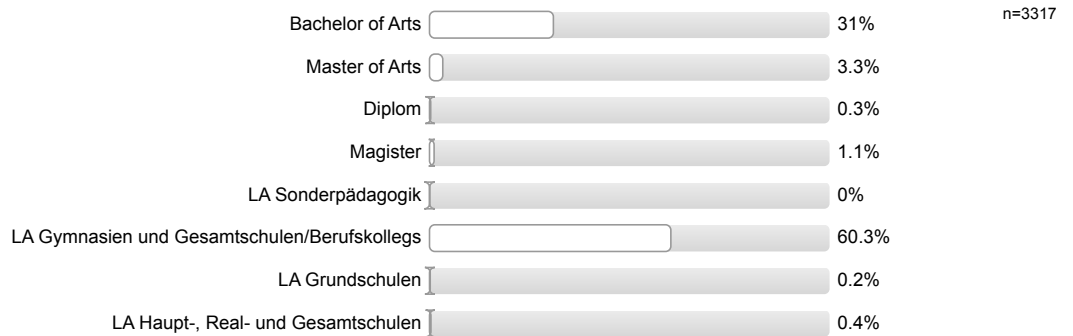 Bachelor of Arts 31% n=3317
Master of Arts 3.3%
Diplom 0.3%
Magister 1.1%
LA Sonderpädagogik 0%
LA Gymnasien und Gesamtschulen/Berufskollegs 60.3%
LA Grundschulen 0.2%
LA Haupt-, Real- und Gesamtschulen 0.4%